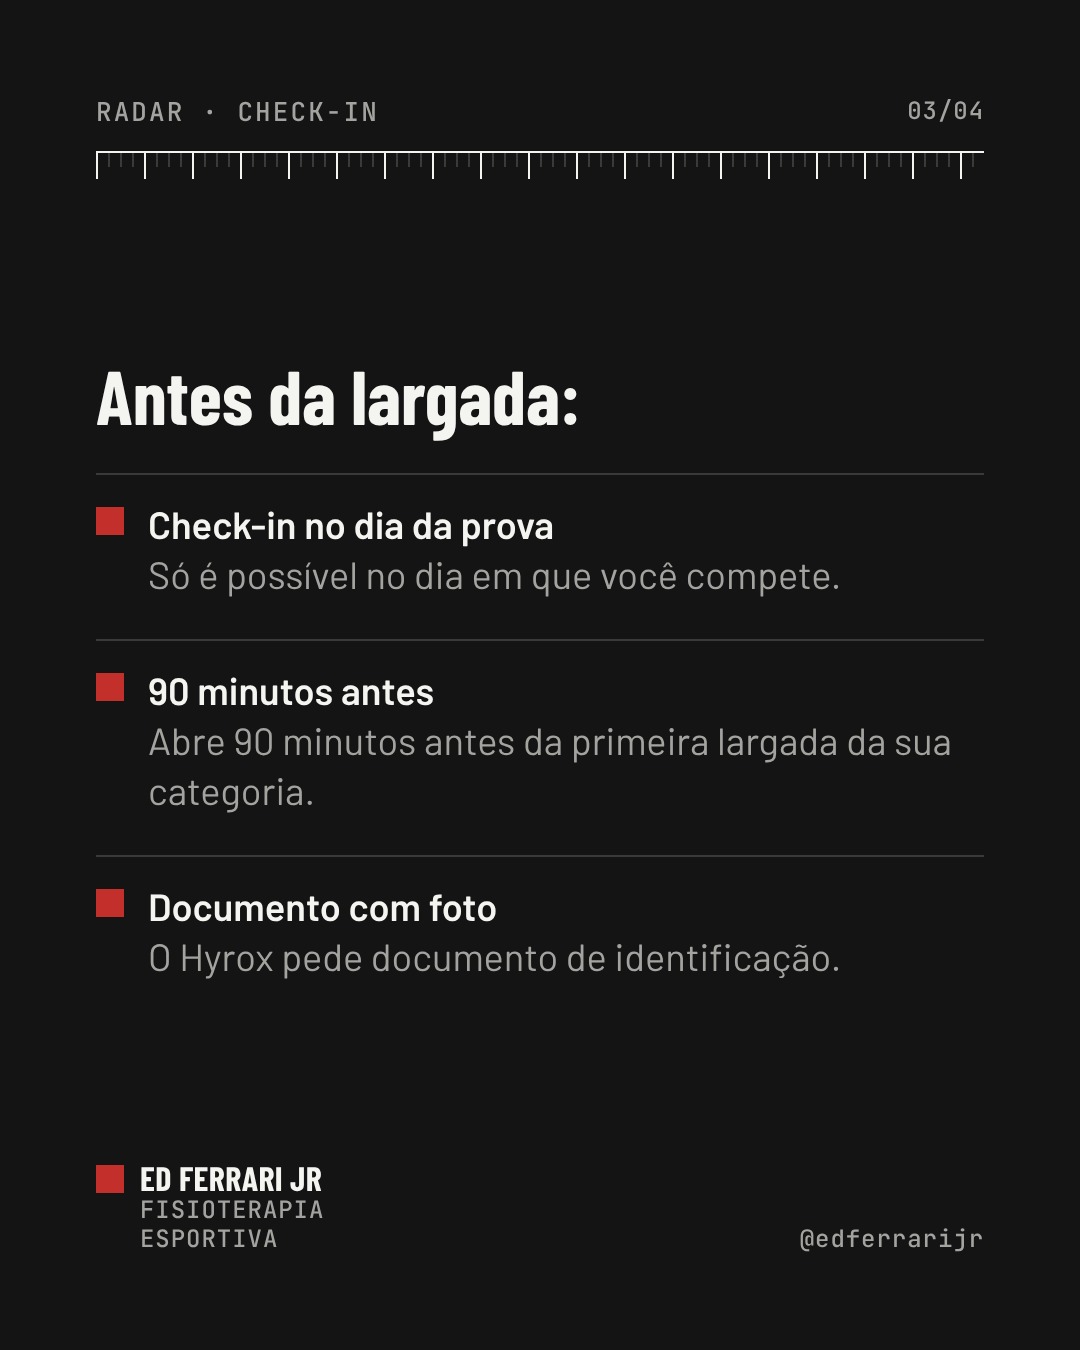 RADAR · CHECK-IN
03/04
Antes da largada:
Check-in no dia da prova
Só é possível no dia em que você compete.
90 minutos antes
Abre 90 minutos antes da primeira largada da sua
categoria.
Documento com foto
O Hyrox pede documento de identificação.
ED FERRARI JR
FISIOTERAPIA
ESPORTIVA
@edferrarijr